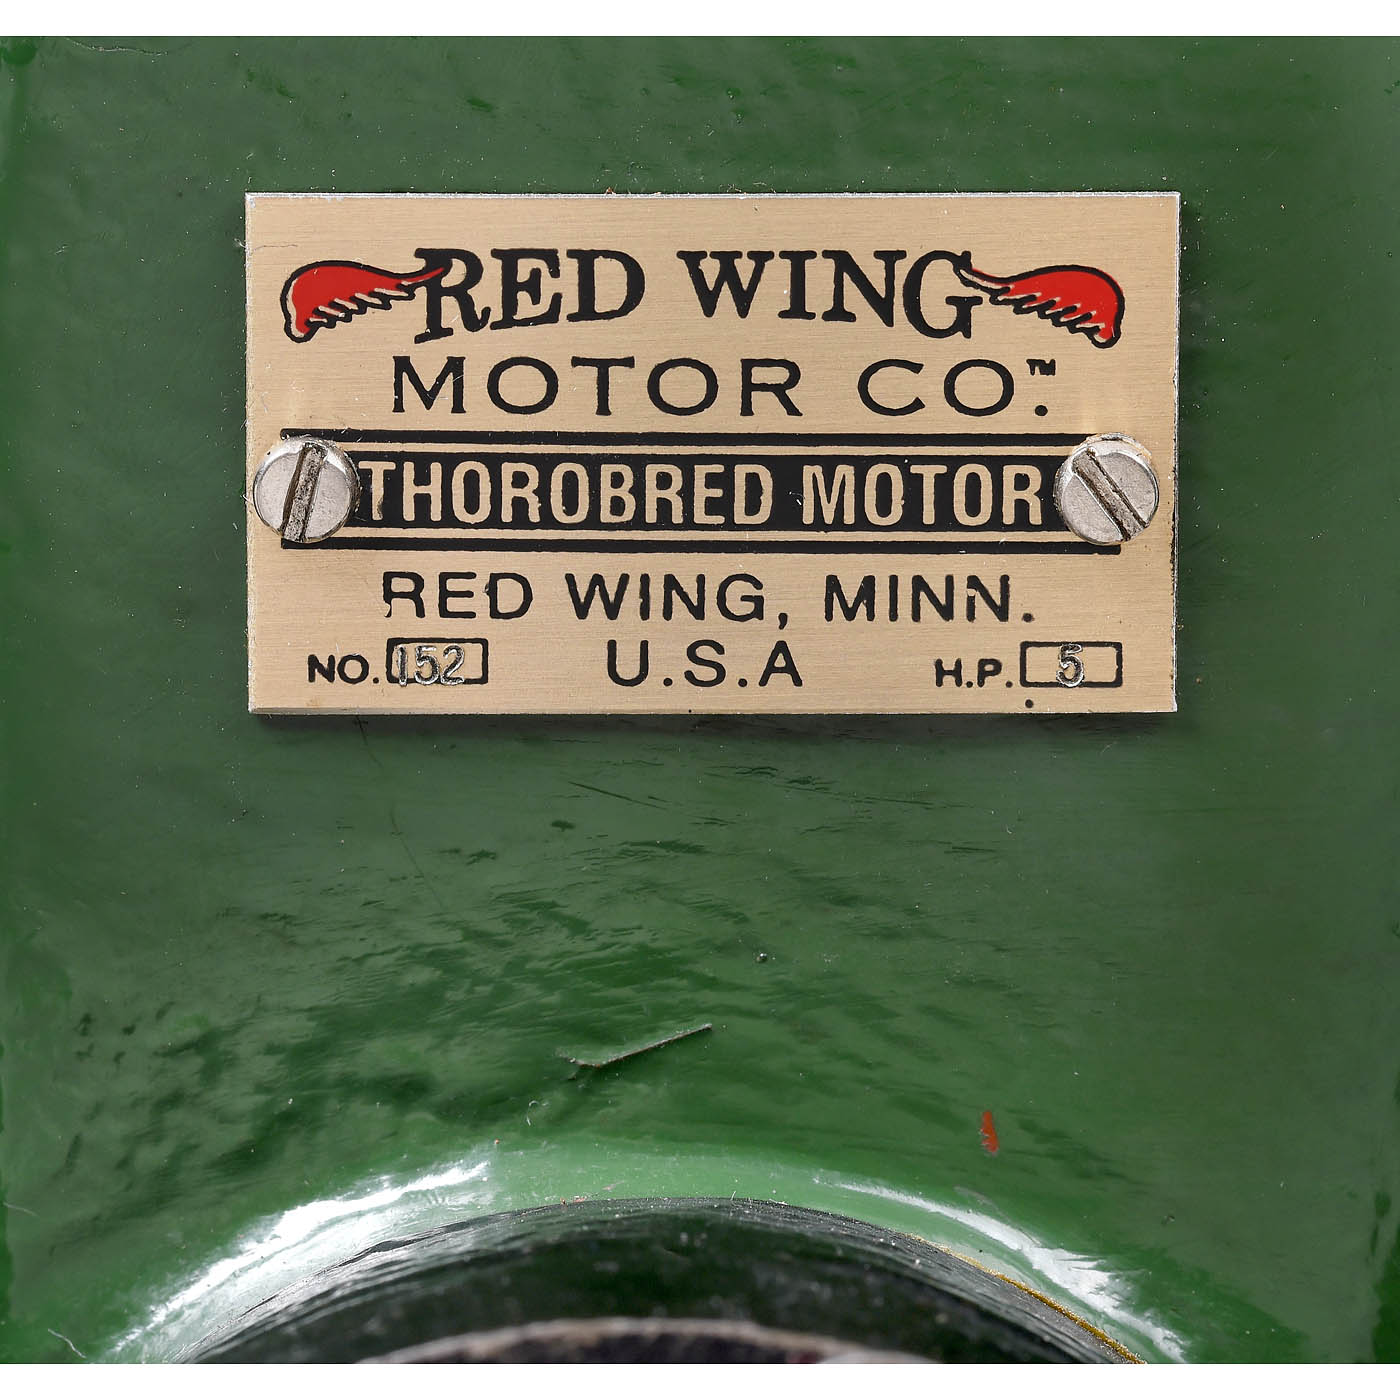 RED WING
MOTOR CO.™
THOROBRED MOTOR
RED WING, MINN.
NO. 152 U.S.A H.P. 5